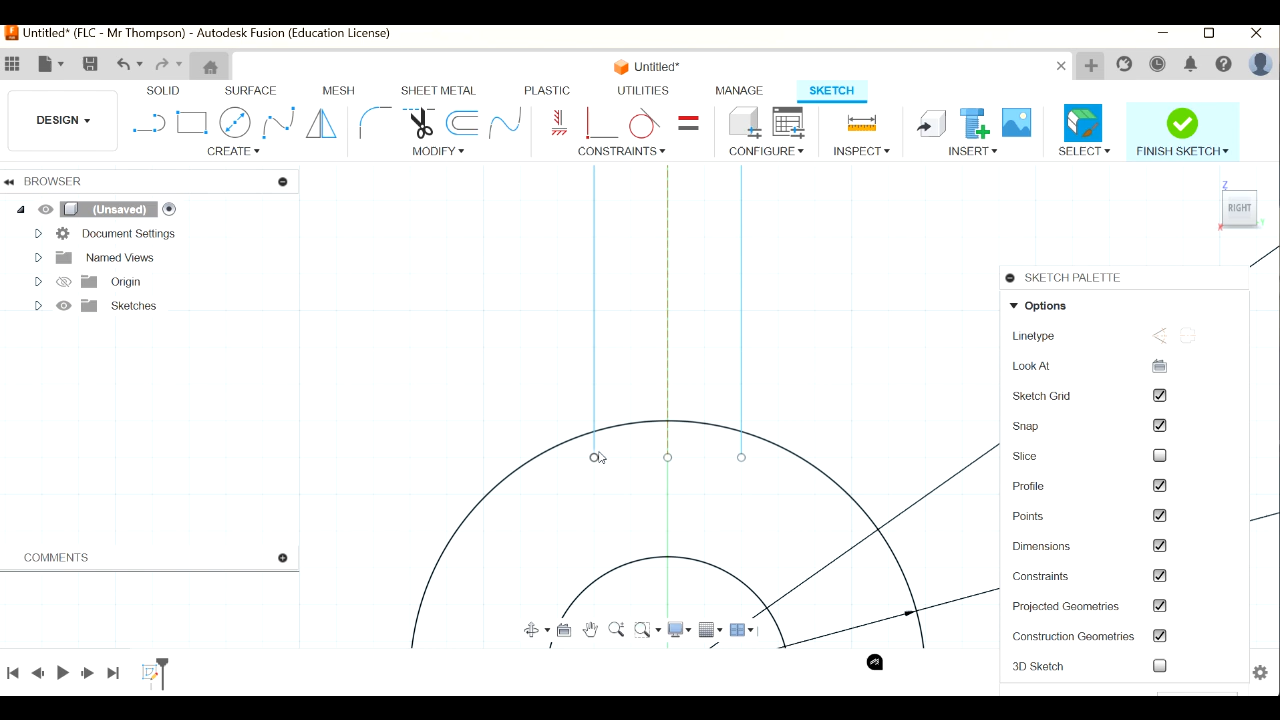 Untitled* (FLC - Mr Thompson) - Autodesk Fusion (Education License)
Untitled*
SOLID SURFACE MESH SHEET METAL PLASTIC UTILITIES MANAGE SKETCH
DESIGN
CREATE MODIFY CONSTRAINTS CONFIGURE INSPECT INSERT SELECT FINISH SKETCH
BROWSER
(Unsaved)
Document Settings
Named Views
Origin
Sketches
COMMENTS
Z
RIGHT
X
Y
SKETCH PALETTE
Options
Linetype
Look At
Sketch Grid
Snap
Slice
Profile
Points
Dimensions
Constraints
Projected Geometries
Construction Geometries
3D Sketch